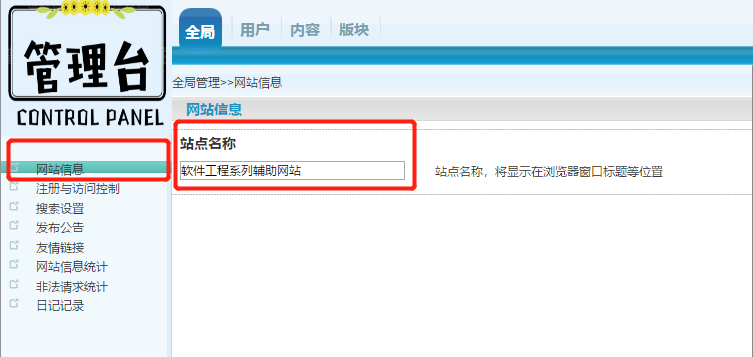 管理台
CONTROL PANEL
全局
用户
内容
版块
全局管理>>网站信息
网站信息
站点名称
软件工程系列辅助网站
站点名称，将显示在浏览器窗口标题等位置
网站信息
注册与访问控制
搜索设置
发布公告
友情链接
网站信息统计
非法请求统计
日记记录